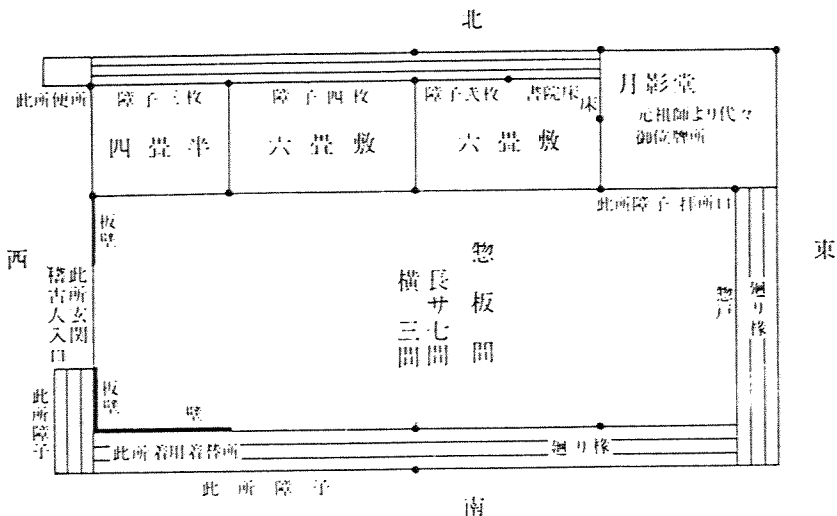 北
此所便所
障子三枚
障子四枚
障子弐枚
書院床
床
月影堂
元祖師より代々
御位牌所
四畳半
六畳敷
六畳敷
此所障子 拝所口
西
東
板壁
惣板間
長サ七間
横三間
此所玄関
稽古人入口
惣戸
廻り椽
此所障子
板壁
壁
此所着用着替所
廻り椽
此所障子
南